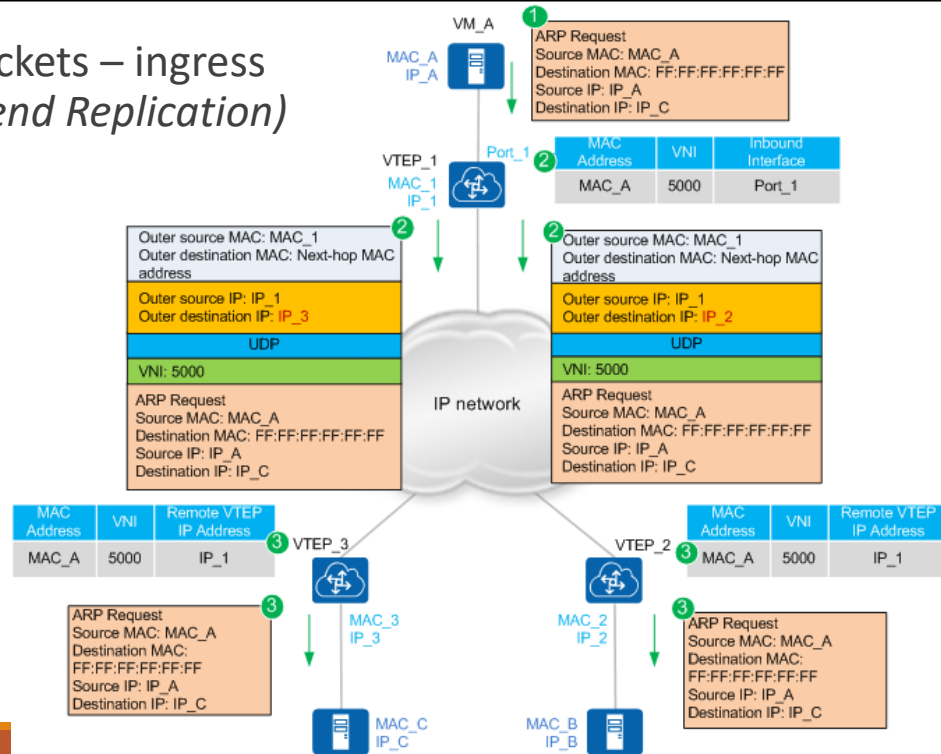 ckets – ingress
end Replication)
VM_A
MAC_A
IP_A
1
ARP Request
Source MAC: MAC_A
Destination MAC: FF:FF:FF:FF:FF:FF
Source IP: IP_A
Destination IP: IP_C
VTEP_1
Port_1
MAC_1
IP_1
2
MAC Address
VNI
Inbound Interface
MAC_A
5000
Port_1
2
Outer source MAC: MAC_1
Outer destination MAC: Next-hop MAC
address
Outer source IP: IP_1
Outer destination IP: IP_3
UDP
VNI: 5000
ARP Request
Source MAC: MAC_A
Destination MAC: FF:FF:FF:FF:FF:FF
Source IP: IP_A
Destination IP: IP_C
2
Outer source MAC: MAC_1
Outer destination MAC: Next-hop MAC
address
Outer source IP: IP_1
Outer destination IP: IP_2
UDP
VNI: 5000
ARP Request
Source MAC: MAC_A
Destination MAC: FF:FF:FF:FF:FF:FF
Source IP: IP_A
Destination IP: IP_C
IP network
MAC Address
VNI
Remote VTEP IP Address
MAC_A
5000
IP_1
3
VTEP_3
MAC_3
IP_3
3
ARP Request
Source MAC: MAC_A
Destination MAC:
FF:FF:FF:FF:FF:FF
Source IP: IP_A
Destination IP: IP_C
MAC_C
IP_C
VTEP_2
3
MAC Address
VNI
Remote VTEP IP Address
MAC_A
5000
IP_1
MAC_2
IP_2
3
ARP Request
Source MAC: MAC_A
Destination MAC:
FF:FF:FF:FF:FF:FF
Source IP: IP_A
Destination IP: IP_C
MAC_B
IP_B